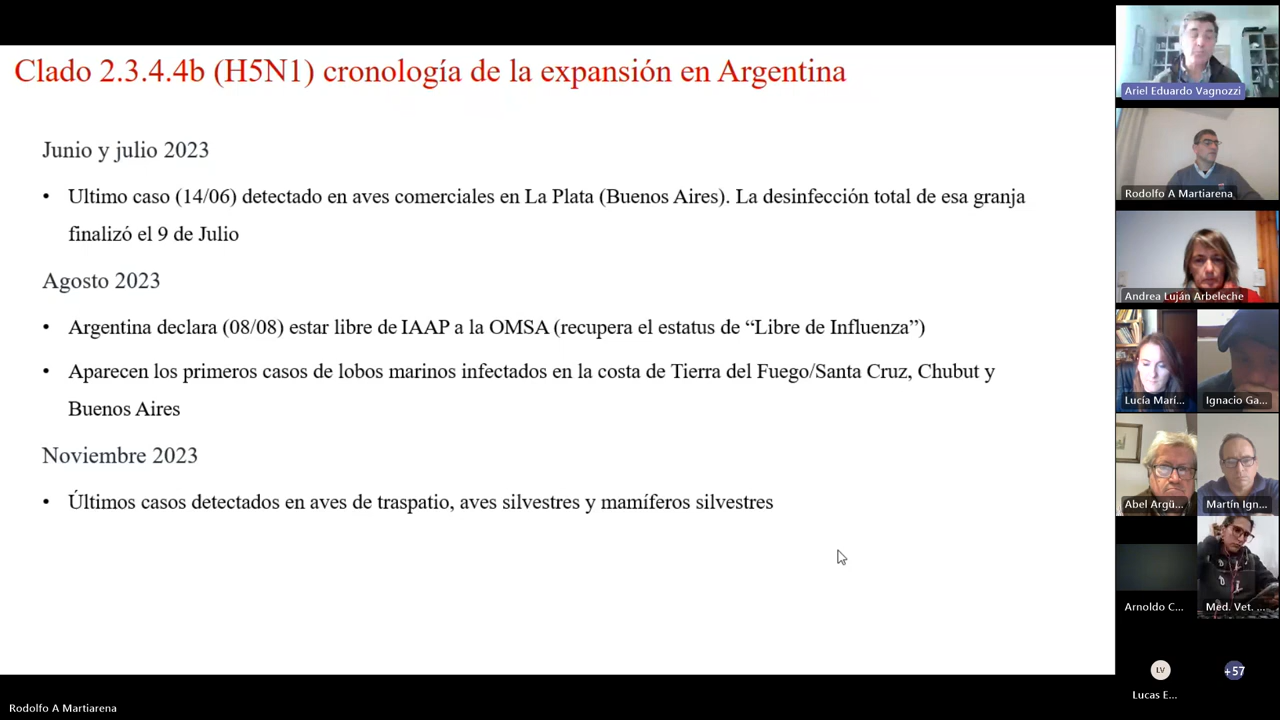 Clado 2.3.4.4b (H5N1) cronología de la expansión en Argentina
Junio y julio 2023
• Ultimo caso (14/06) detectado en aves comerciales en La Plata (Buenos Aires). La desinfección total de esa granja
finalizó el 9 de Julio
Agosto 2023
• Argentina declara (08/08) estar libre de IAAP a la OMSA (recupera el estatus de “Libre de Influenza”)
• Aparecen los primeros casos de lobos marinos infectados en la costa de Tierra del Fuego/Santa Cruz, Chubut y
Buenos Aires
Noviembre 2023
• Últimos casos detectados en aves de traspatio, aves silvestres y mamíferos silvestres
Ariel Eduardo Vagnozzi
Rodolfo A Martiarena
Andrea Luján Arbeleche
Lucía Marí...
Ignacio Ga...
Abel Argü...
Martín Ign...
Arnoldo C...
Med. Vet. ...
LV
+57
Lucas E...
Rodolfo A Martiarena